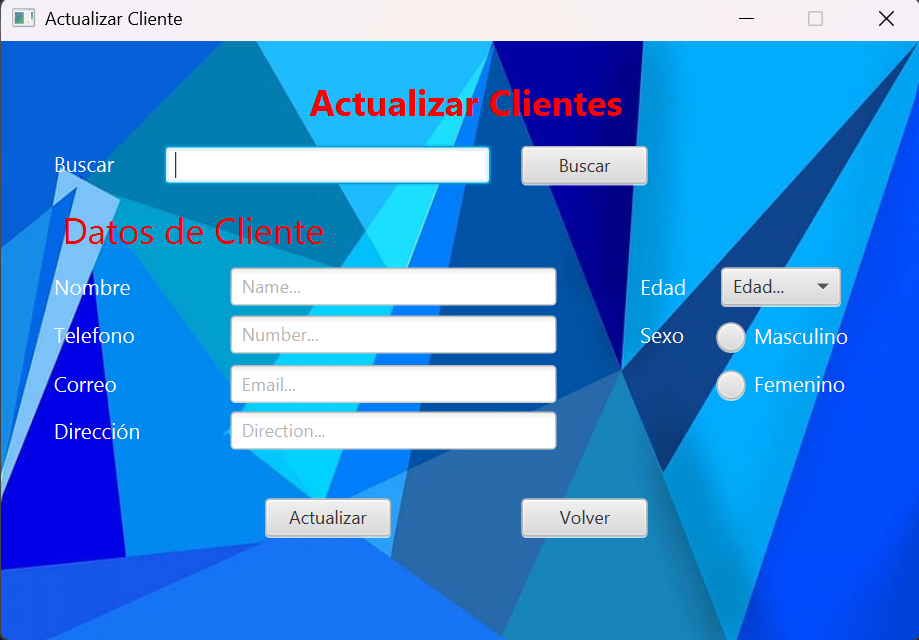 Actualizar Cliente
Actualizar Clientes
Buscar Buscar
Datos de Cliente
Nombre Name... Edad Edad...
Telefono Number... Sexo Masculino
Correo Email... Femenino
Dirección Direction...
Actualizar Volver